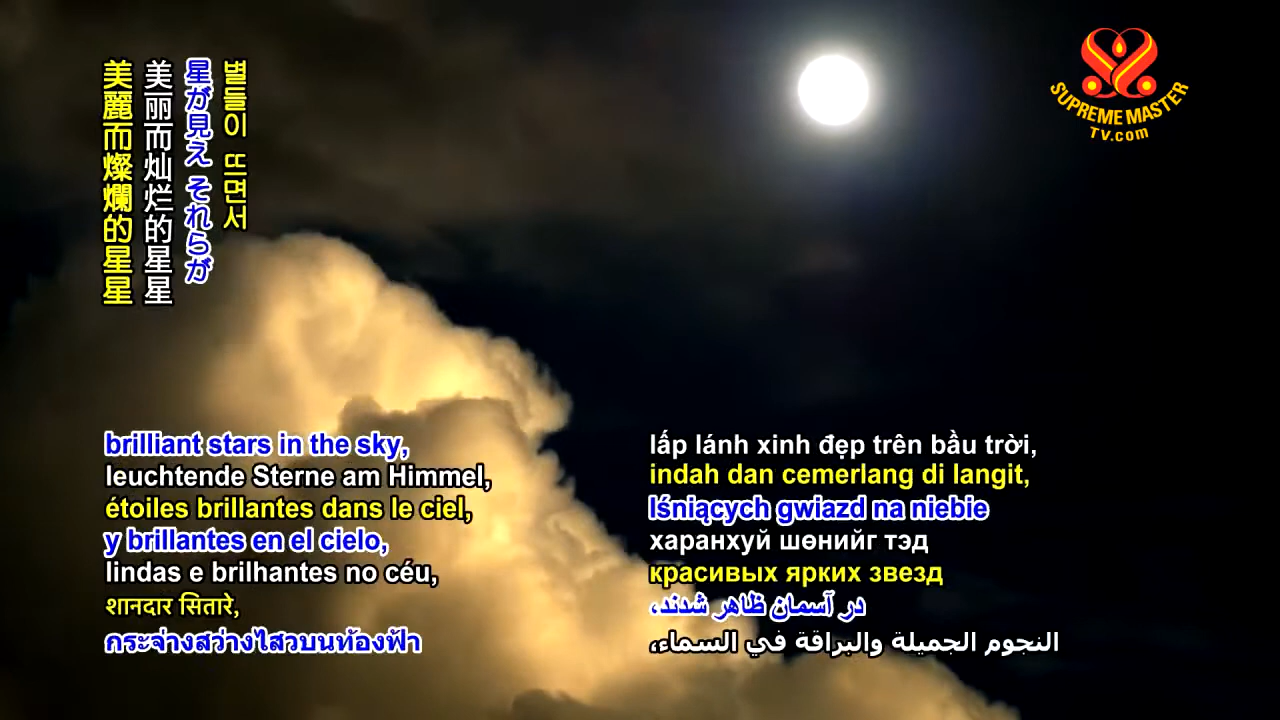 美麗而燦爛的星星
美丽而灿烂的星星
星が見え それらが
별들이 뜨면서
SUPREME MASTER
TV.com
brilliant stars in the sky,
leuchtende Sterne am Himmel,
étoiles brillantes dans le ciel,
y brillantes en el cielo,
lindas e brilhantes no céu,
शानदार सितारे,
กระจ่างสว่างไสวบนท้องฟ้า
lấp lánh xinh đẹp trên bầu trời,
indah dan cemerlang di langit,
lśniących gwiazd na niebie
харанхуй шөнийг тэд
красивых ярких звезд
در آسمان ظاهر شدند،
النجوم الجميلة والبراقة في السماء،